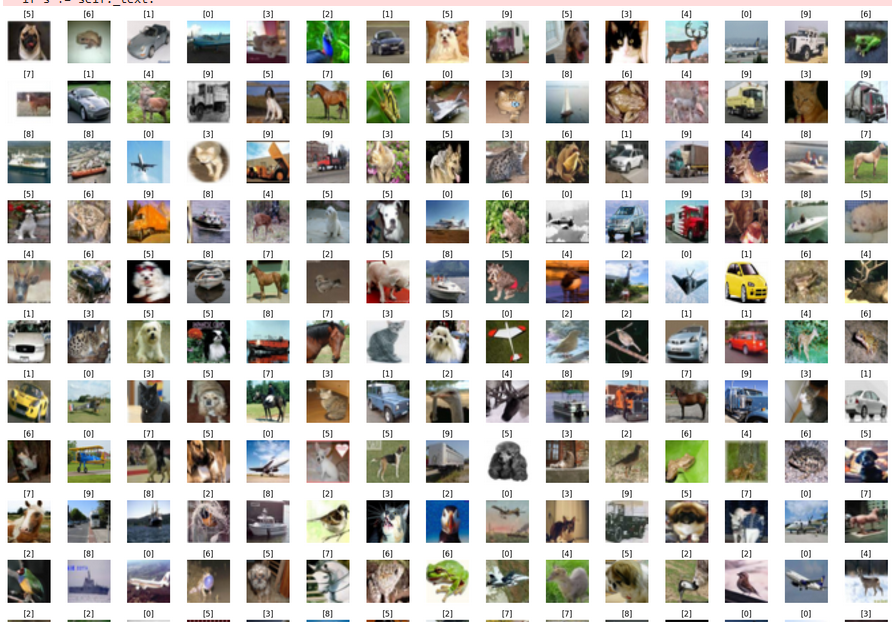 if s != self._text:
[5] [6] [1] [0] [3] [2] [1] [5] [9] [5] [3] [4] [0] [9] [6]
[7] [1] [4] [9] [5] [7] [6] [0] [3] [8] [6] [4] [9] [3] [9]
[8] [8] [0] [3] [9] [9] [3] [5] [3] [6] [1] [9] [4] [8] [7]
[5] [6] [9] [8] [4] [5] [5] [0] [6] [0] [1] [9] [3] [8] [5]
[4] [6] [5] [8] [7] [2] [5] [8] [5] [4] [2] [0] [1] [6] [4]
[1] [3] [5] [5] [8] [7] [3] [5] [0] [2] [2] [1] [1] [4] [6]
[1] [0] [3] [5] [7] [3] [1] [2] [4] [8] [9] [7] [9] [3] [1]
[6] [0] [7] [5] [0] [5] [5] [9] [5] [3] [2] [6] [4] [6] [5]
[7] [9] [8] [2] [8] [2] [3] [2] [0] [3] [9] [5] [7] [0] [7]
[2] [8] [0] [6] [5] [7] [6] [6] [0] [4] [5] [2] [2] [0] [4]
[2] [2] [0] [5] [3] [8] [5] [2] [7] [7] [8] [2] [0] [0] [3]